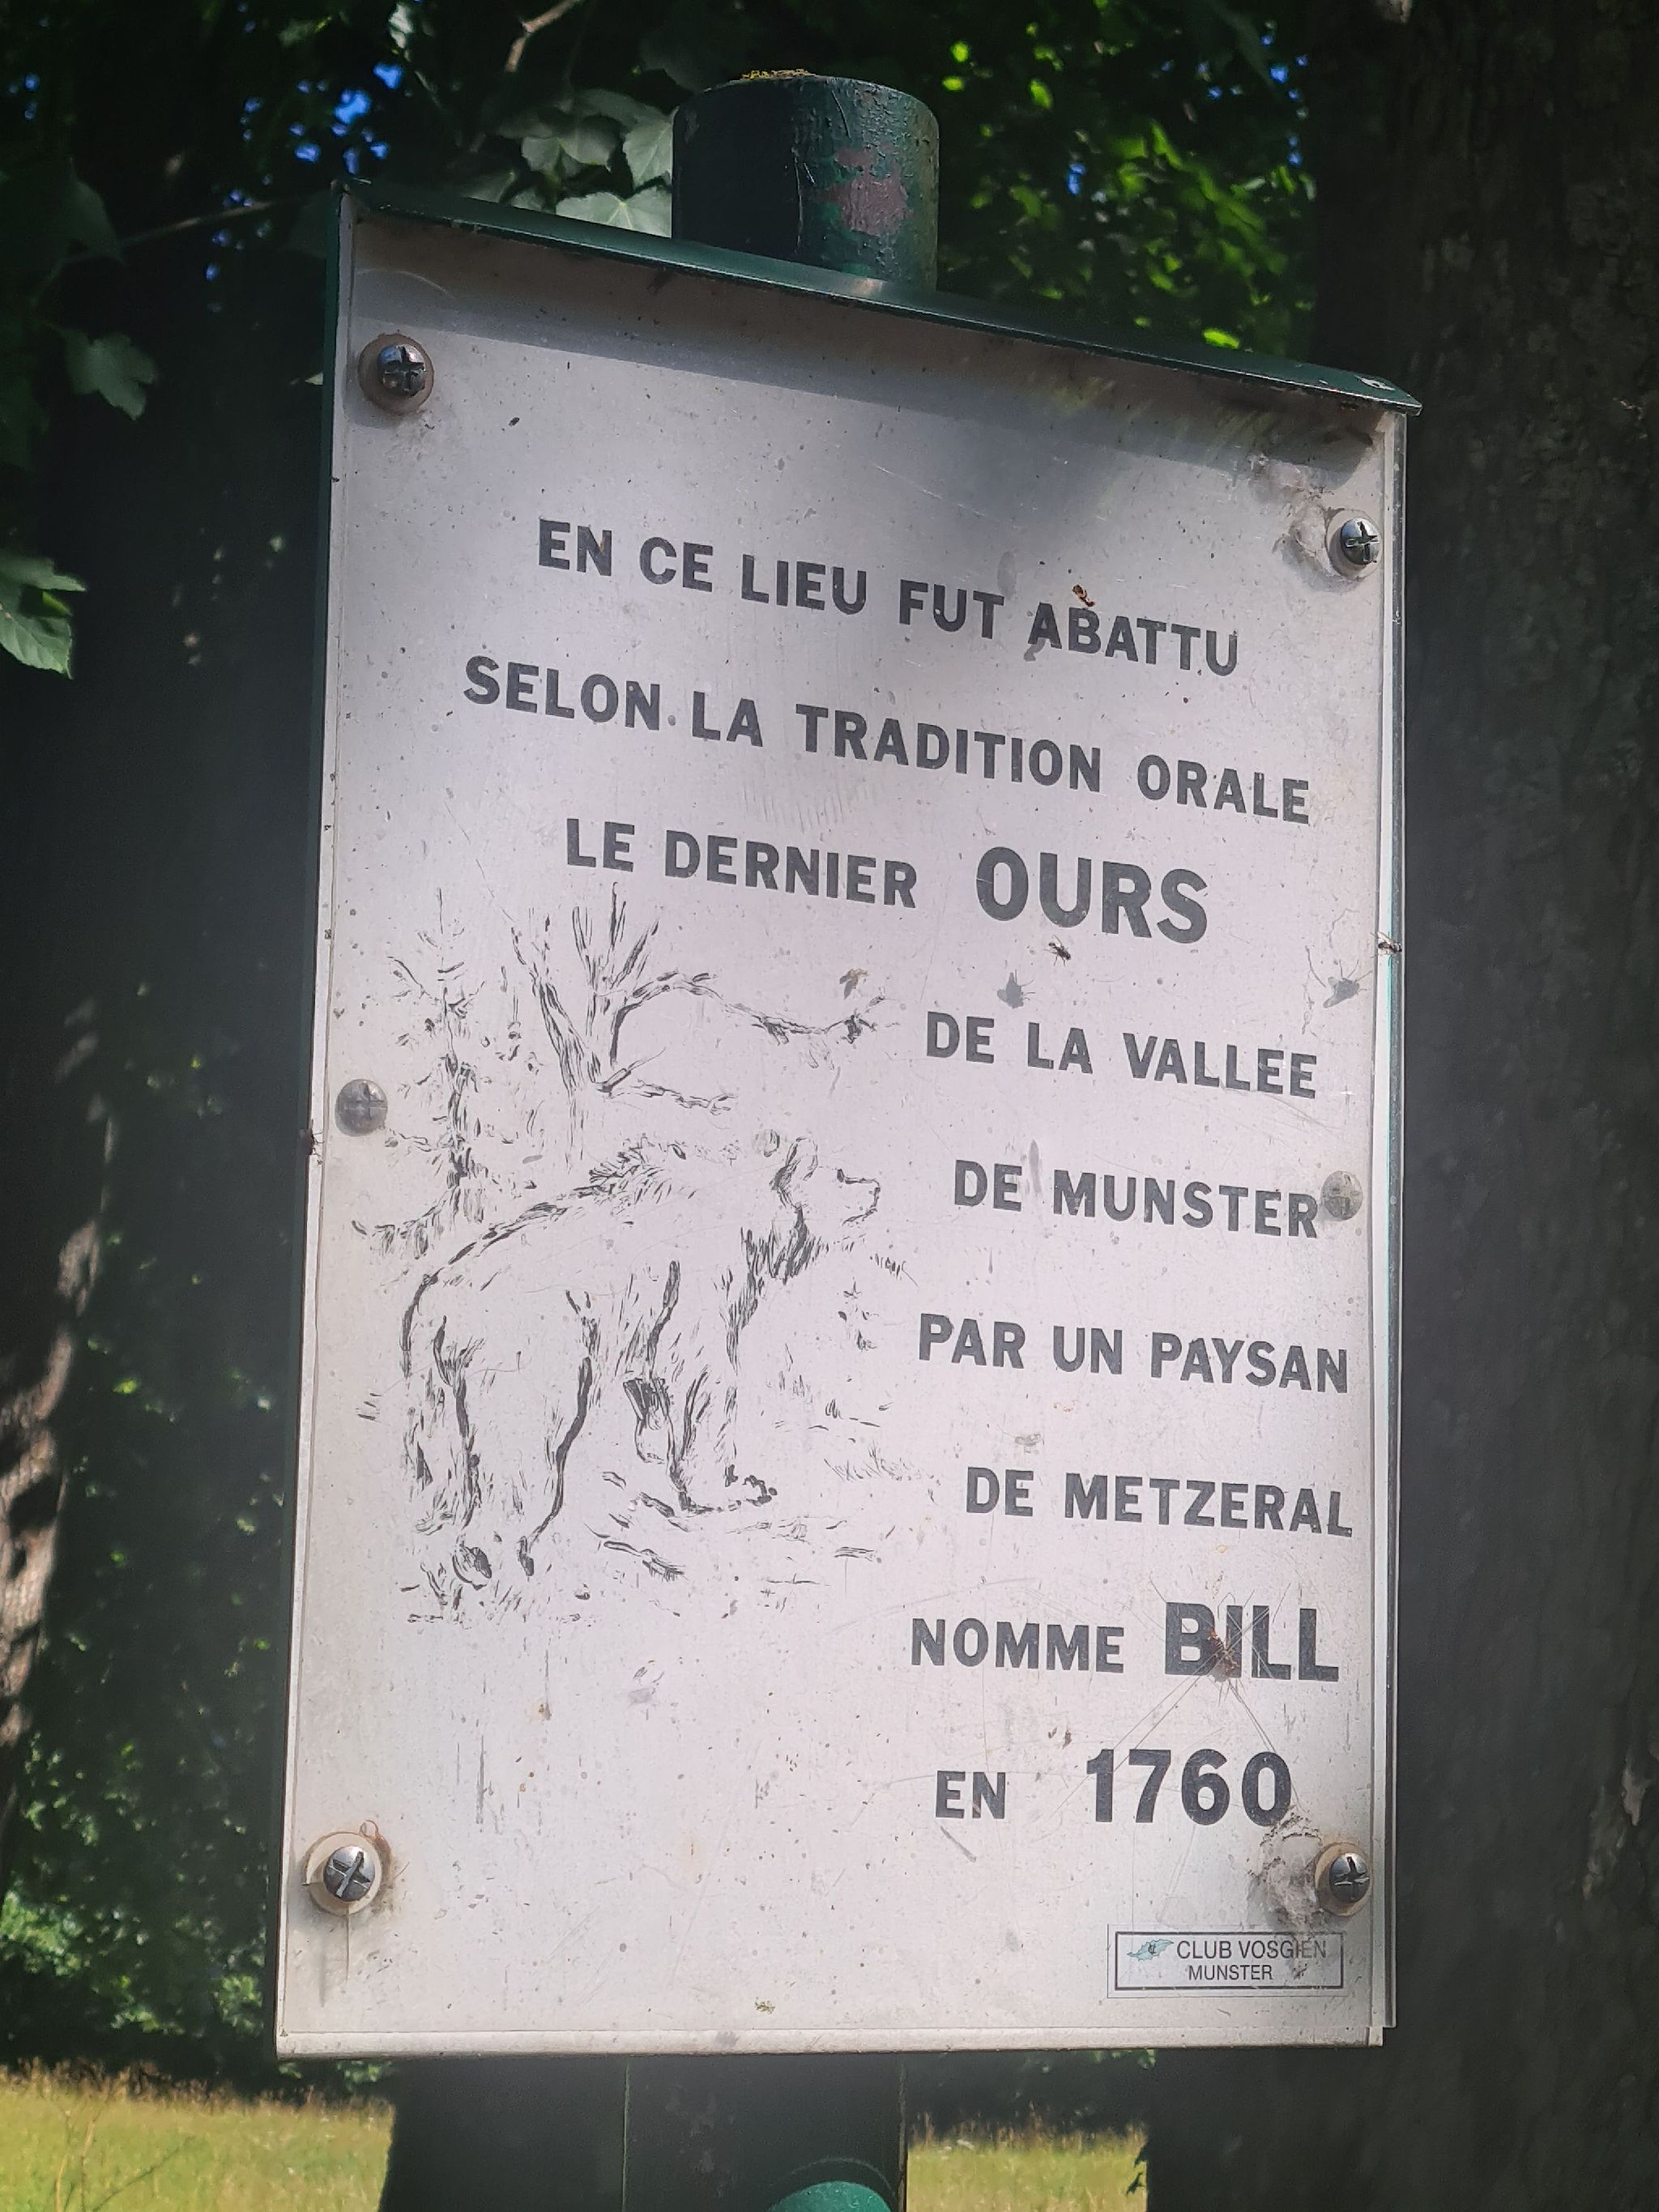 EN CE LIEU FUT ABATTU
SELON LA TRADITION ORALE
LE DERNIER OURS
DE LA VALLEE
DE MUNSTER
PAR UN PAYSAN
DE METZERAL
NOMME BILL
EN 1760
CLUB VOSGIEN
MUNSTER